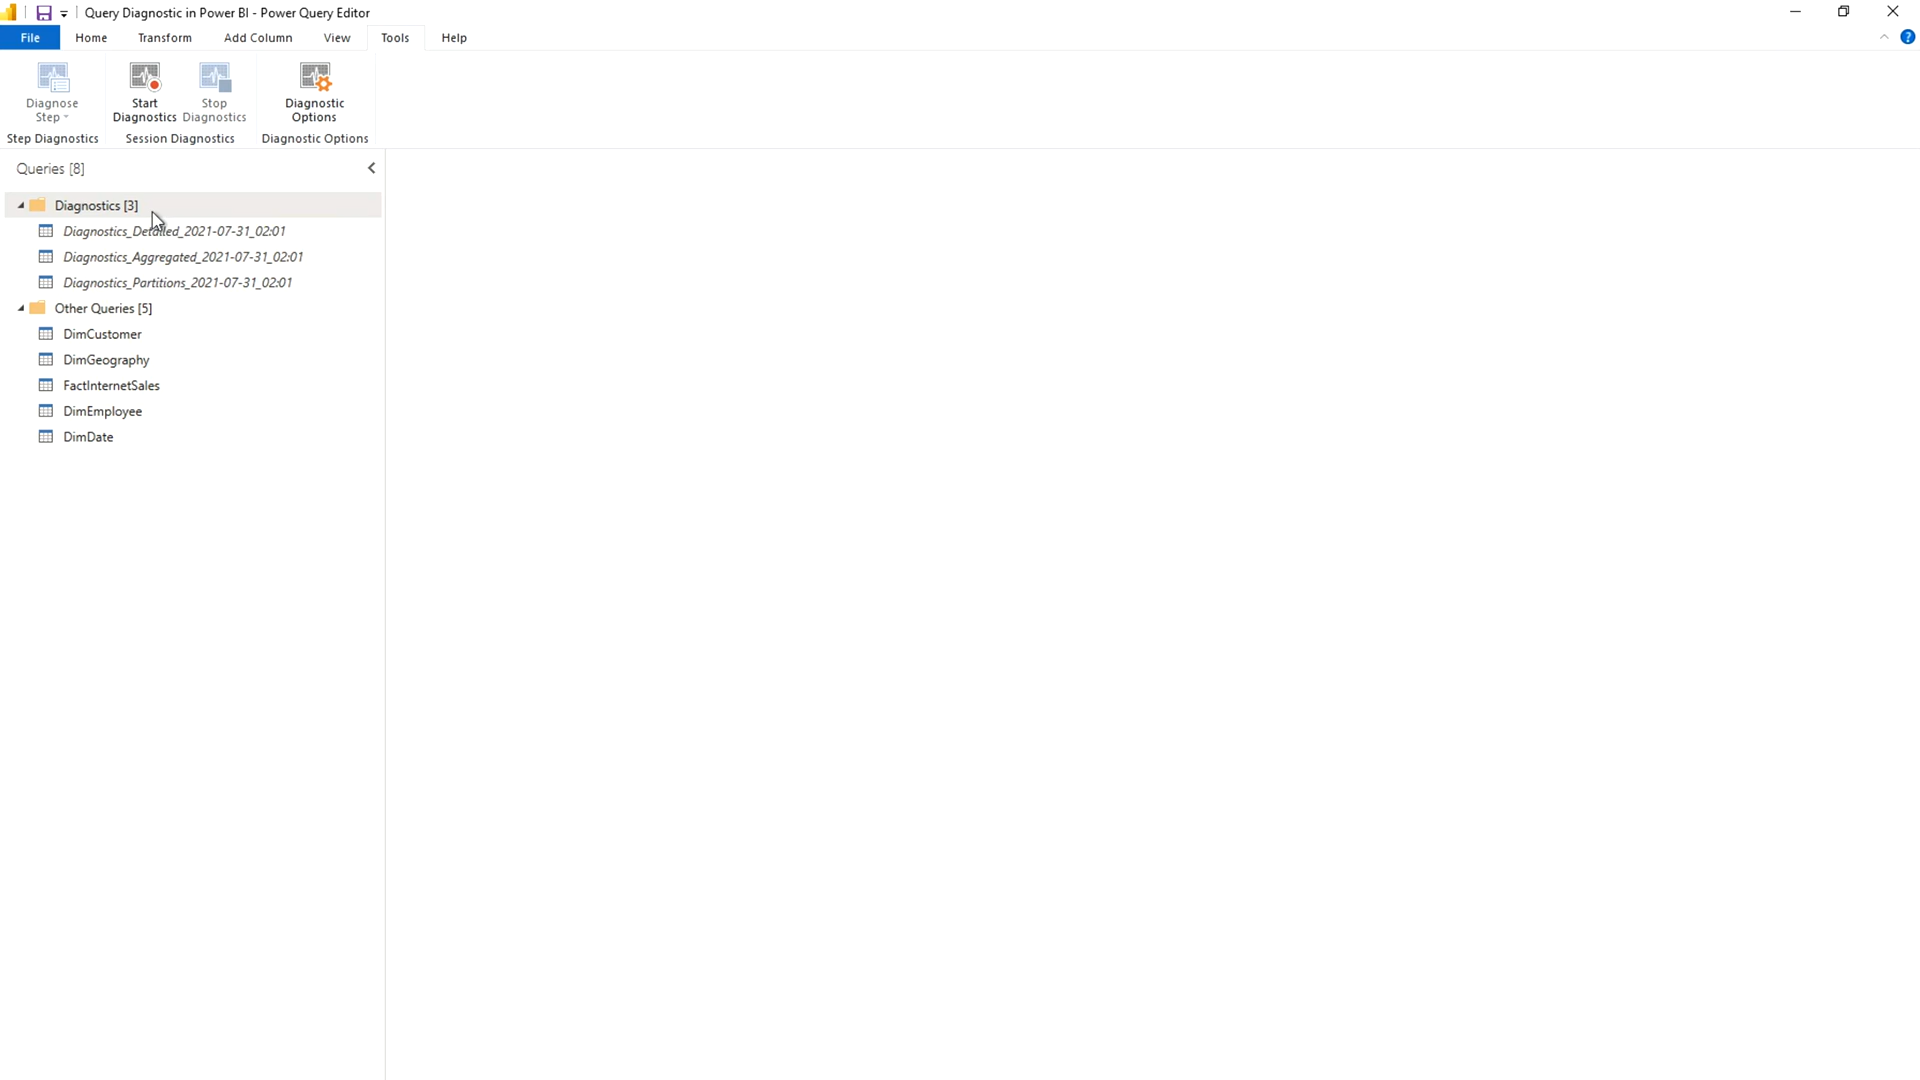 Query Diagnostic in Power BI - Power Query Editor
File Home Transform Add Column View Tools Help
?
Diagnose Step
Start Diagnostics
Stop Diagnostics
Diagnostic Options
Step Diagnostics Session Diagnostics Diagnostic Options
Queries [8]
Diagnostics [3]
Diagnostics_Detailed_2021-07-31_02:01
Diagnostics_Aggregated_2021-07-31_02:01
Diagnostics_Partitions_2021-07-31_02:01
Other Queries [5]
DimCustomer
DimGeography
FactInternetSales
DimEmployee
DimDate